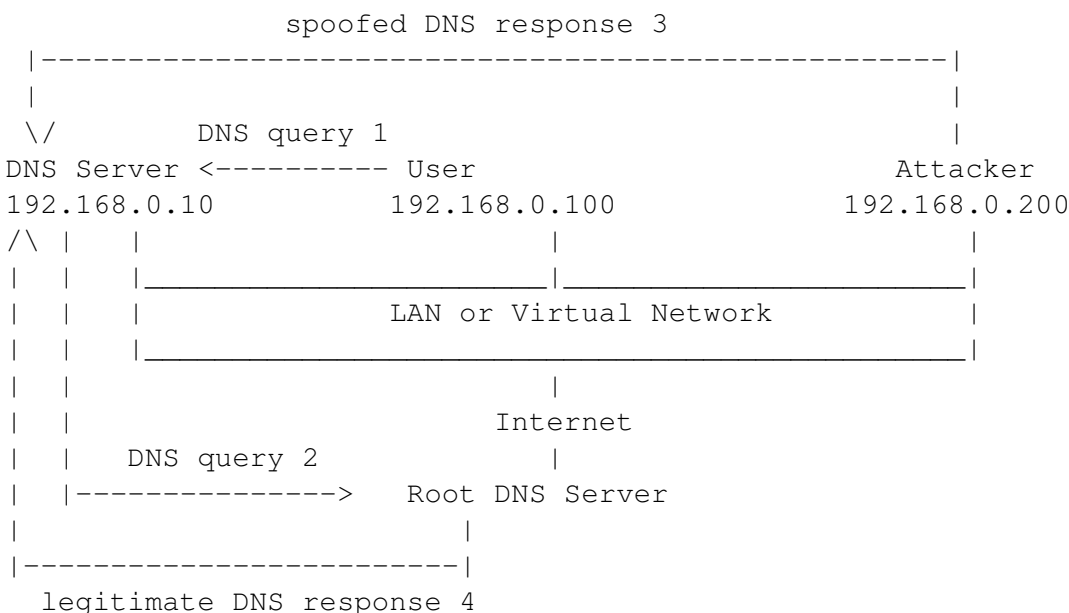 spoofed DNS response 3
DNS query 1
DNS Server <---------- User Attacker
192.168.0.10 192.168.0.100 192.168.0.200
LAN or Virtual Network
Internet
DNS query 2
Root DNS Server
legitimate DNS response 4